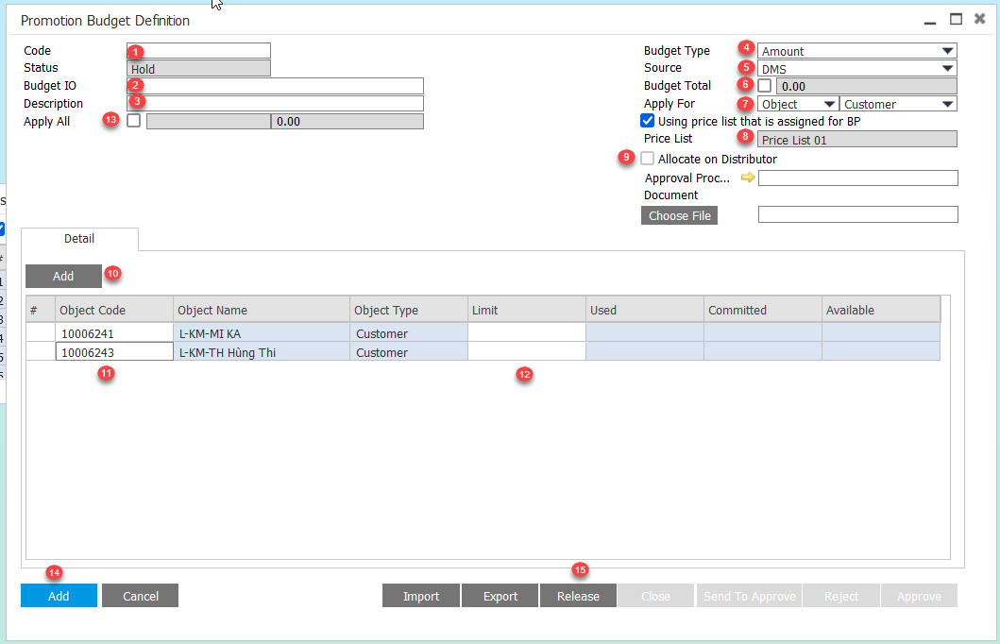 Promotion Budget Definition
Code 1
Status Hold
Budget IO 2
Description 3
Apply All 13 0.00
Budget Type 4 Amount
Source 5 DMS
Budget Total 6 0.00
Apply For 7 Object Customer
Using price list that is assigned for BP
Price List 8 Price List 01
9 Allocate on Distributor
Approval Proc...
Document
Choose File
Detail
Add 10
# Object Code Object Name Object Type Limit Used Committed Available
10006241 L-KM-MI KA Customer
10006243 L-KM-TH Hùng Thi Customer
11 12
14 15
Add Cancel Import Export Release Close Send To Approve Reject Approve